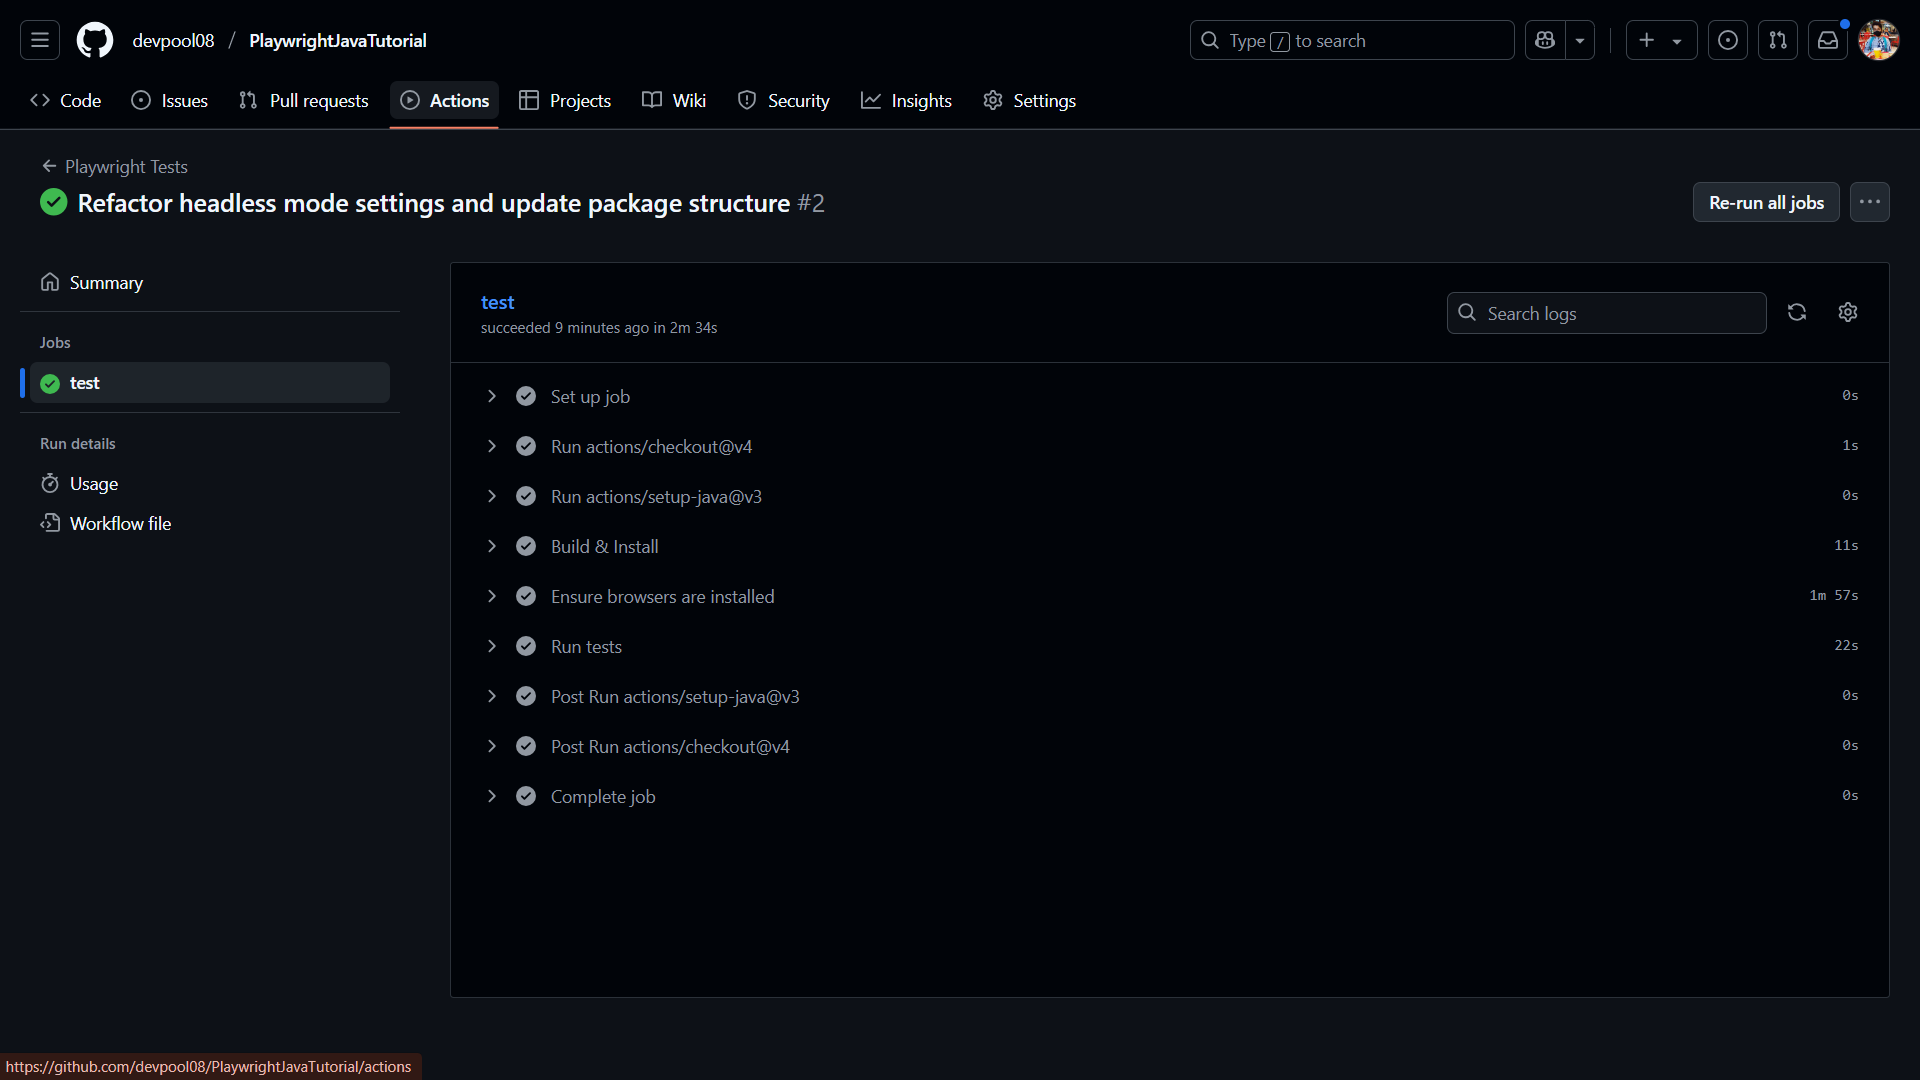 devpool08 / PlaywrightJavaTutorial
Type / to search
Code Issues Pull requests Actions Projects Wiki Security Insights Settings
Playwright Tests
Refactor headless mode settings and update package structure #2
Re-run all jobs
Summary
Jobs
test
Run details
Usage
Workflow file
test
succeeded 9 minutes ago in 2m 34s
Search logs
Set up job 0s
Run actions/checkout@v4 1s
Run actions/setup-java@v3 0s
Build & Install 11s
Ensure browsers are installed 1m 57s
Run tests 22s
Post Run actions/setup-java@v3 0s
Post Run actions/checkout@v4 0s
Complete job 0s
https://github.com/devpool08/PlaywrightJavaTutorial/actions